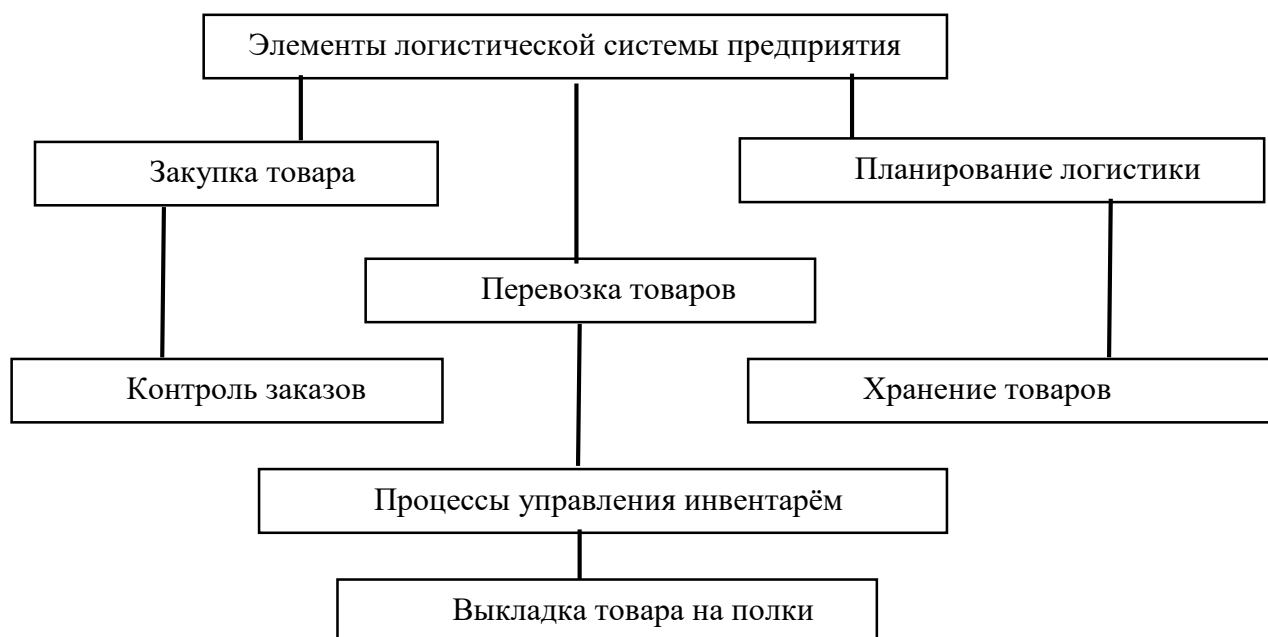 Элементы логистической системы предприятия
Закупка товара
Планирование логистики
Перевозка товаров
Контроль заказов
Хранение товаров
Процессы управления инвентарём
Выкладка товара на полки